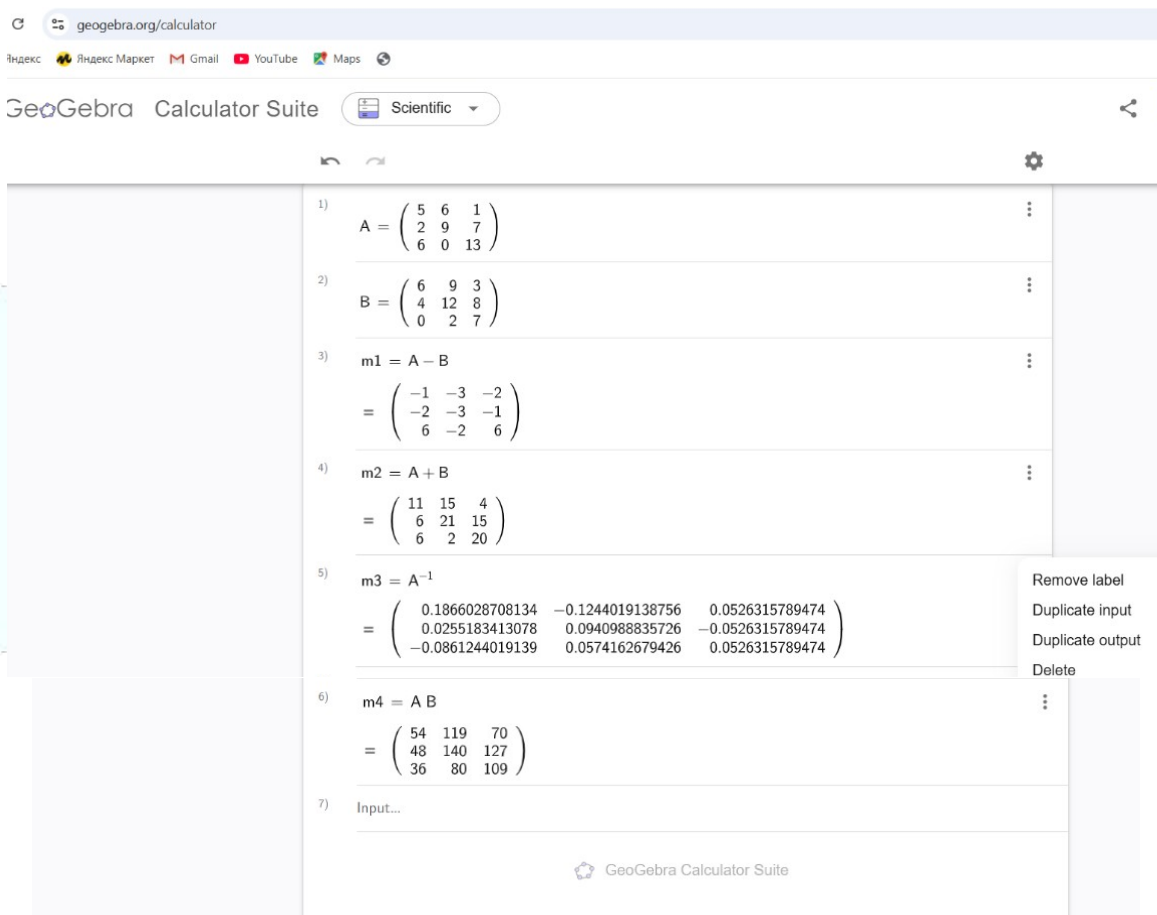 geogebra.org/calculator
Яндекс Маркет Gmail YouTube Maps
GeoGebra Calculator Suite Scientific
1)
A = ( 5 6 1
2 9 7
6 0 13 )
2)
B = ( 6 9 3
4 12 8
0 2 7 )
3) m1 = A − B
= ( −1 −3 −2
−2 −3 −1
6 −2 6 )
4) m2 = A + B
= ( 11 15 4
6 21 15
6 2 20 )
5) m3 = A⁻¹
= ( 0.1866028708134 −0.1244019138756 0.0526315789474
0.0255183413078 0.0940988835726 −0.0526315789474
−0.0861244019139 0.0574162679426 0.0526315789474 )
Remove label
Duplicate input
Duplicate output
Delete
6) m4 = A B
= ( 54 119 70
48 140 127
36 80 109 )
7) Input...
GeoGebra Calculator Suite